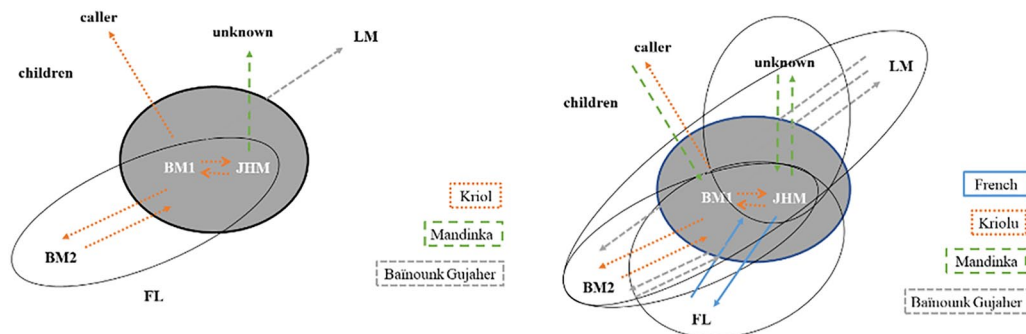 caller
unknown
LM
children
BM1
JHM
BM2
FL
Kriol
Mandinka
Baïnounk Gujaher
caller
unknown
LM
children
BM1
JHM
BM2
FL
French
Kriolu
Mandinka
Baïnounk Gujaher